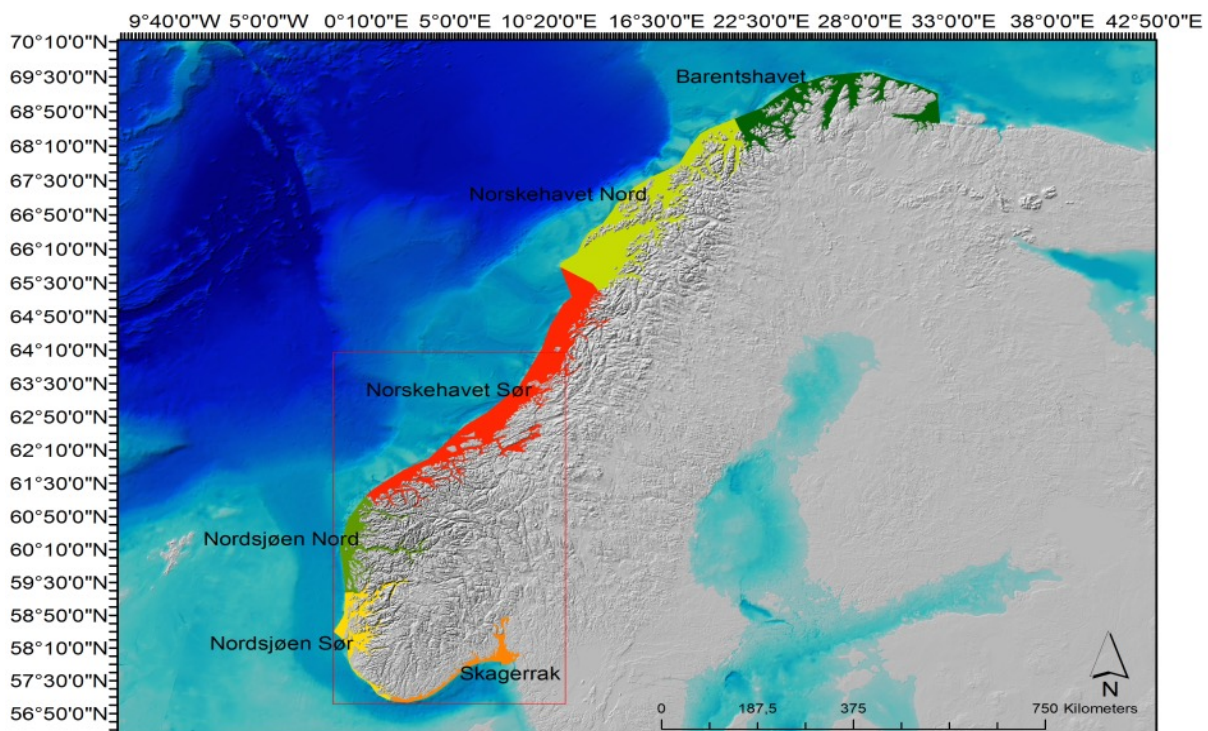 9°40'0"W 5°0'0"W 0°10'0"E 5°0'0"E 10°20'0"E 16°30'0"E 22°30'0"E 28°0'0"E 33°0'0"E 38°0'0"E 42°50'0"E
70°10'0"N
69°30'0"N
Barentshavet
68°50'0"N
68°10'0"N
67°30'0"N
Norskehavet Nord
66°50'0"N
66°10'0"N
65°30'0"N
64°50'0"N
64°10'0"N
63°30'0"N
Norskehavet Sør
62°50'0"N
62°10'0"N
61°30'0"N
60°50'0"N
Nordsjøen Nord
60°10'0"N
59°30'0"N
58°50'0"N
Nordsjøen Sør
58°10'0"N
Skagerrak
57°30'0"N
N
56°50'0"N
0 187,5 375 750 Kilometers